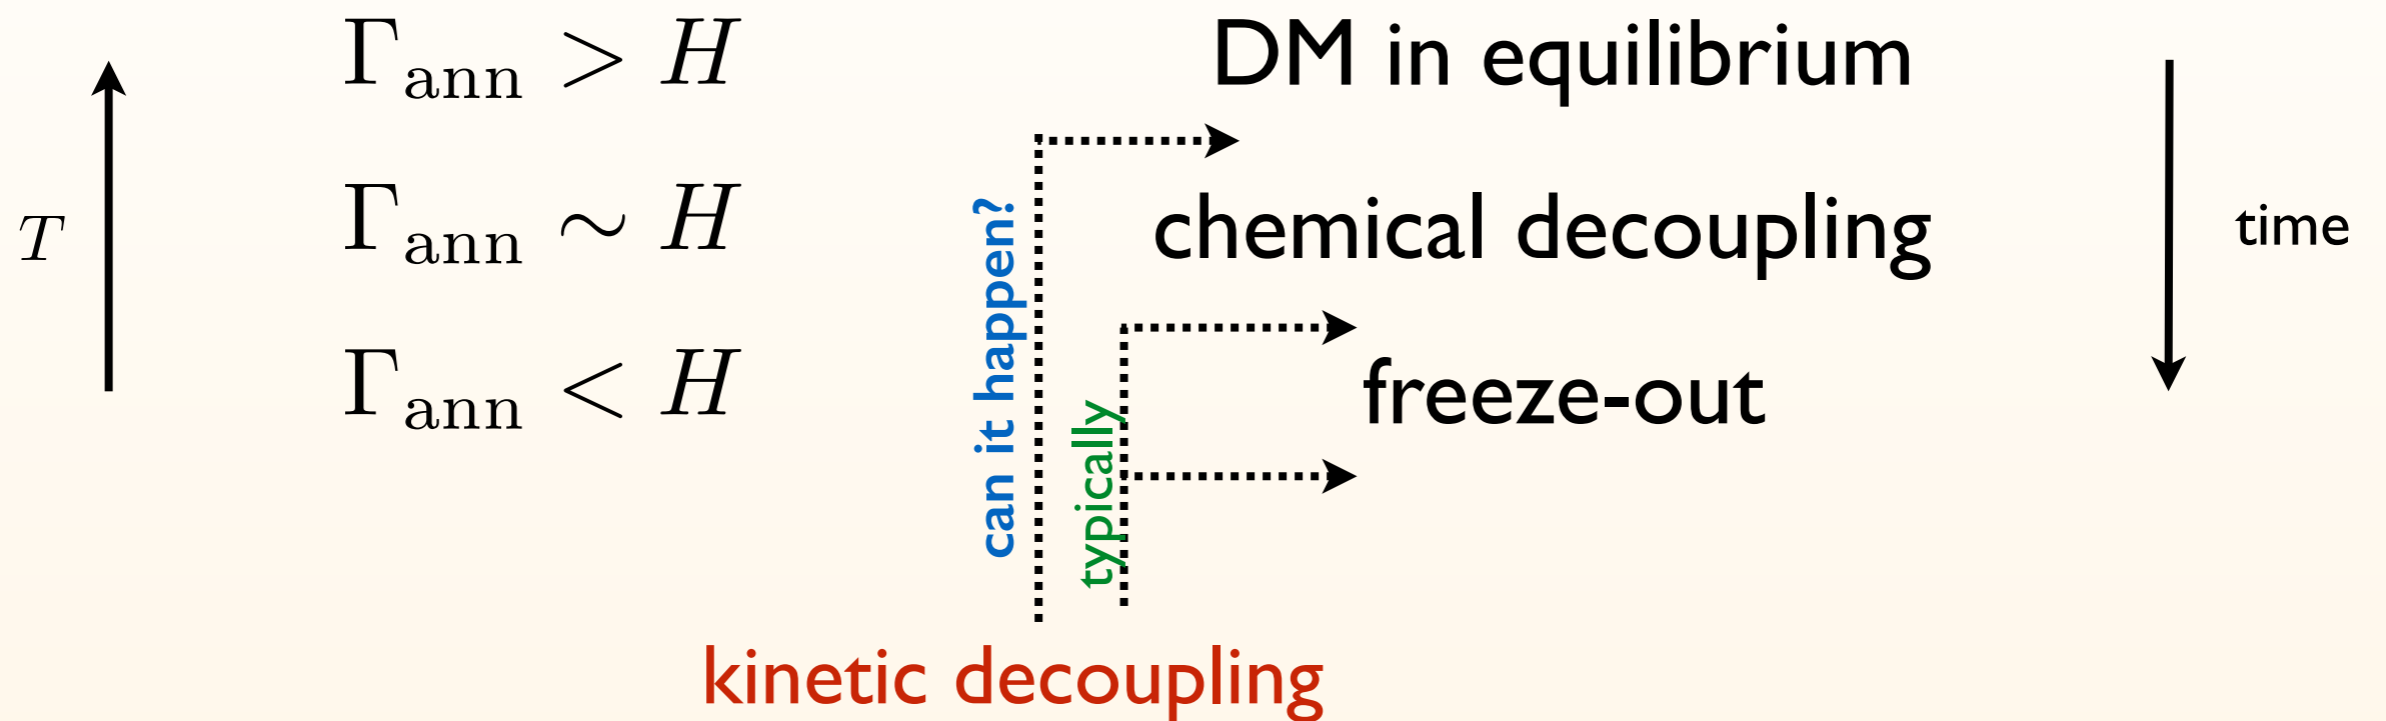 Γann > H
DM in equilibrium
T
Γann ∼ H
chemical decoupling
time
can it happen?
typically
Γann < H
freeze-out
kinetic decoupling